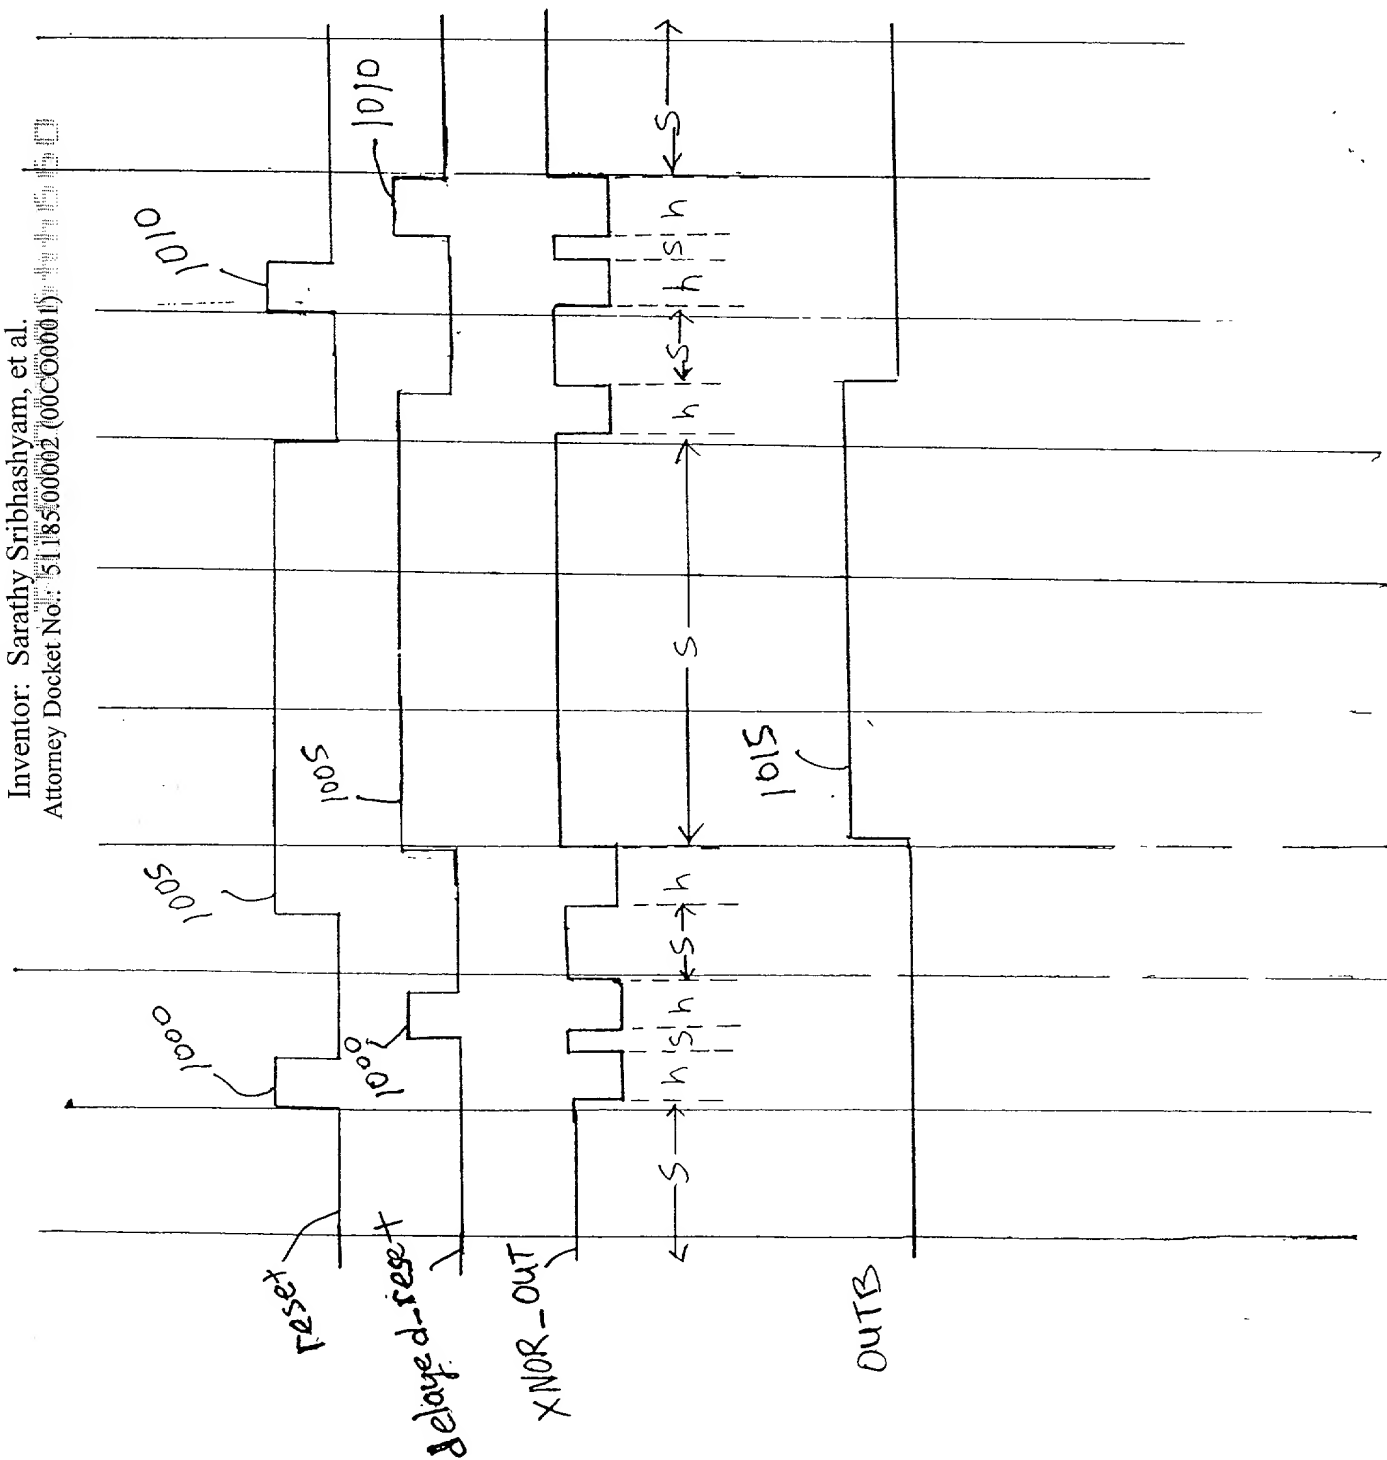 Inventor: Sarathy Sribhashyam, et al.
Attorney Docket No.: 51185.00002 (00CO0001)
reset
1000
1005
1010
delayed-reset
1000
1005
1010
XNOR_OUT
S h S h S h S h S h S h S
OUTB
1015